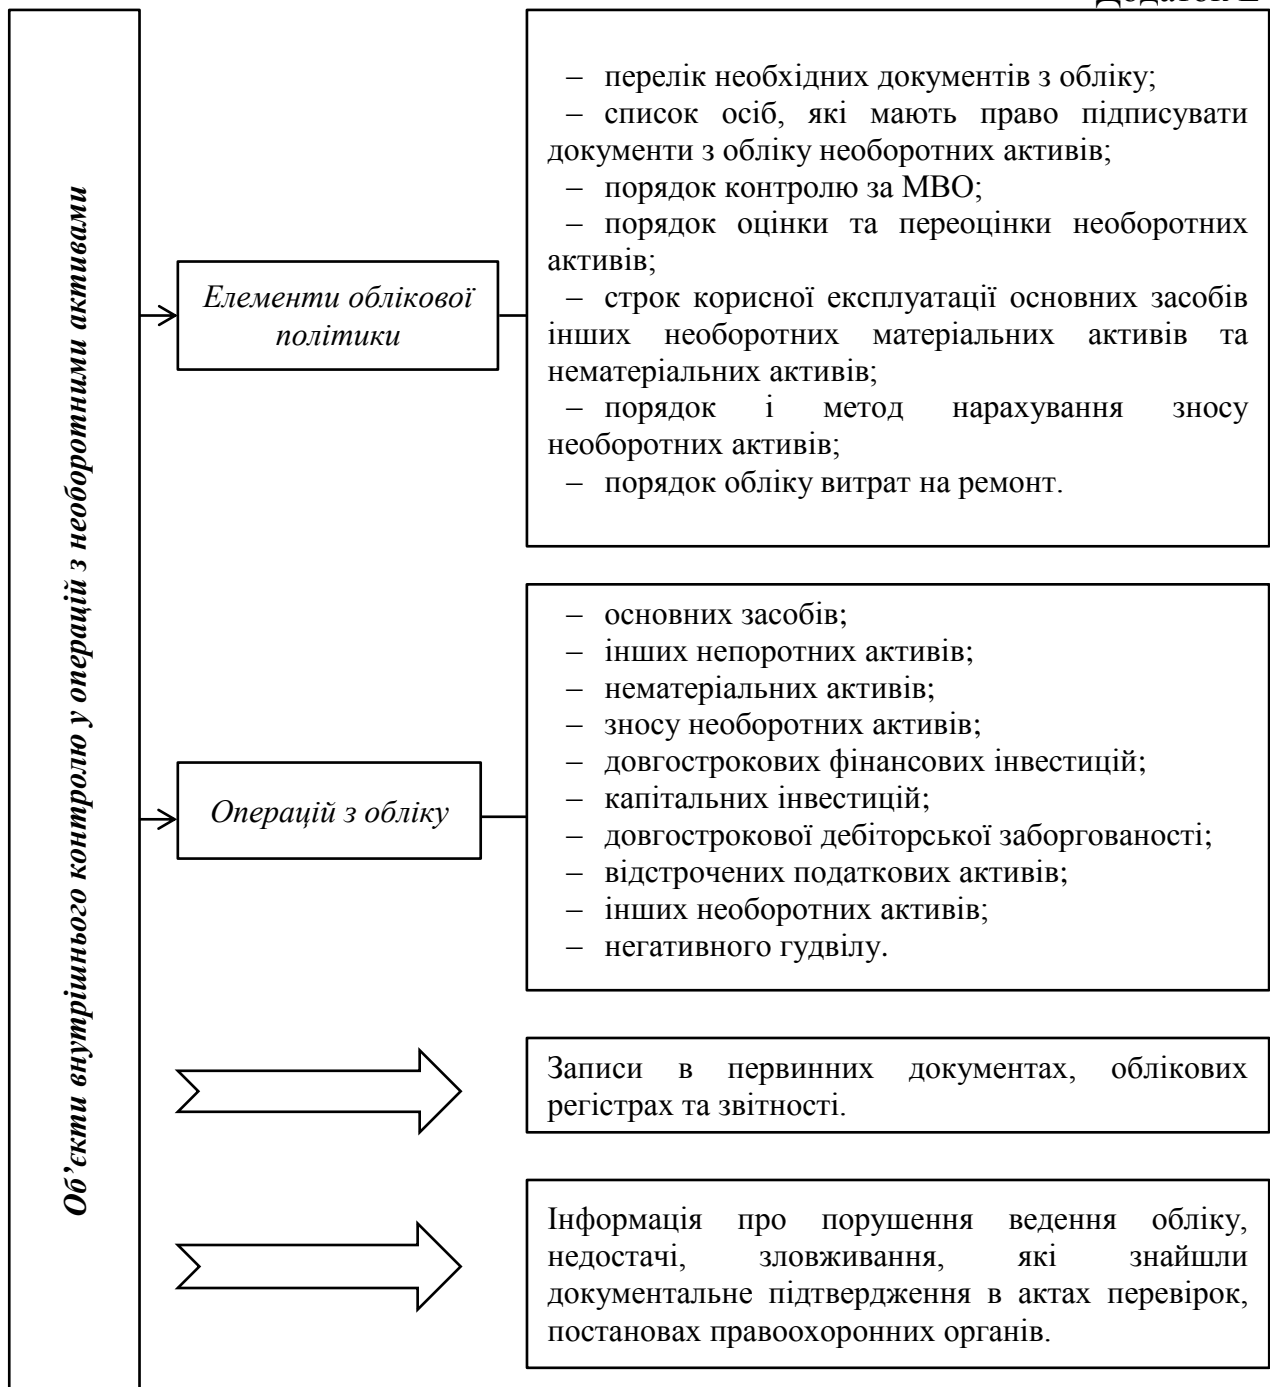 Об’єкти внутрішнього контролю у операцій з необоротними активами
Елементи облікової
політики
– перелік необхідних документів з обліку;
– список осіб, які мають право підписувати
документи з обліку необоротних активів;
– порядок контролю за МВО;
– порядок оцінки та переоцінки необоротних
активів;
– строк корисної експлуатації основних засобів
інших необоротних матеріальних активів та
нематеріальних активів;
– порядок і метод нарахування зносу
необоротних активів;
– порядок обліку витрат на ремонт.
Операцій з обліку
– основних засобів;
– інших непоротних активів;
– нематеріальних активів;
– зносу необоротних активів;
– довгострокових фінансових інвестицій;
– капітальних інвестицій;
– довгострокової дебіторської заборгованості;
– відстрочених податкових активів;
– інших необоротних активів;
– негативного гудвілу.
Записи в первинних документах, облікових
регістрах та звітності.
Інформація про порушення ведення обліку,
недостачі, зловживання, які знайшли
документальне підтвердження в актах перевірок,
постановах правоохоронних органів.